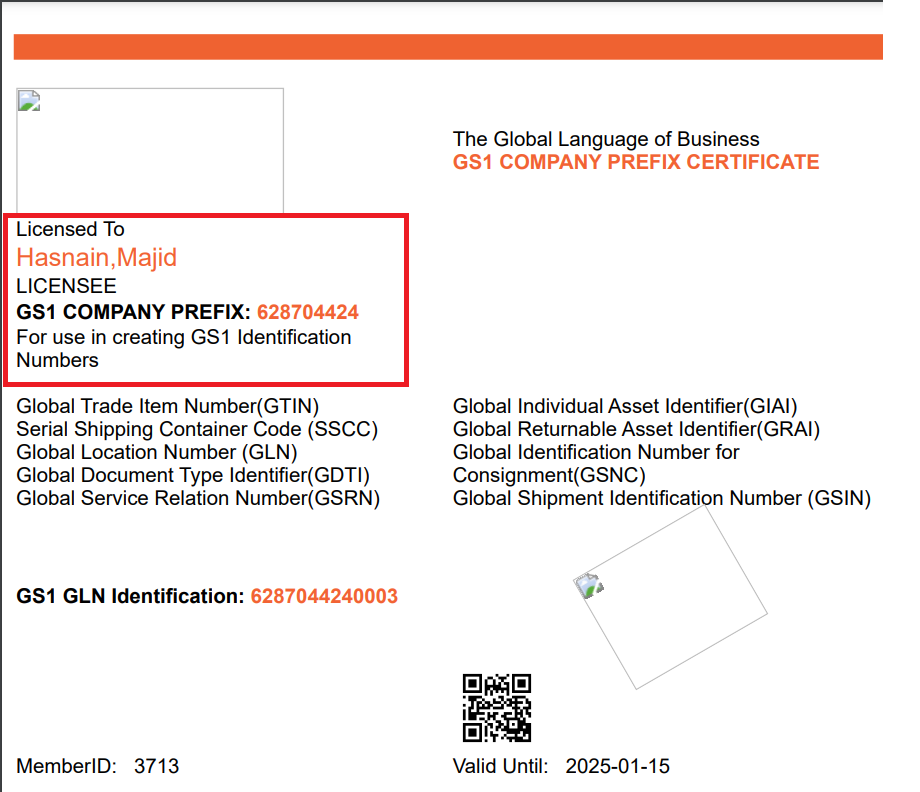 The Global Language of Business
GS1 COMPANY PREFIX CERTIFICATE
Licensed To
Hasnain,Majid
LICENSEE
GS1 COMPANY PREFIX: 628704424
For use in creating GS1 Identification
Numbers
Global Trade Item Number(GTIN)
Serial Shipping Container Code (SSCC)
Global Location Number (GLN)
Global Document Type Identifier(GDTI)
Global Service Relation Number(GSRN)
Global Individual Asset Identifier(GIAI)
Global Returnable Asset Identifier(GRAI)
Global Identification Number for
Consignment(GSNC)
Global Shipment Identification Number (GSIN)
GS1 GLN Identification: 6287044240003
MemberID: 3713
Valid Until: 2025-01-15